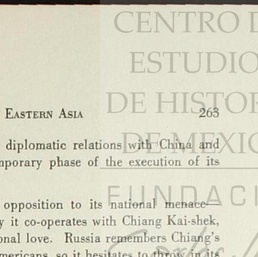 CENTRO D
ESTUDIO
DE HISTOR
DE MEXIC
FUNDACI
EASTERN ASIA 263
diplomatic relations with China and
mporary phase of the execution of its
opposition to its national menace—
y it co-operates with Chiang Kai-shek,
onal love. Russia remembers Chiang's
mericans, so it hesitates to throw in its